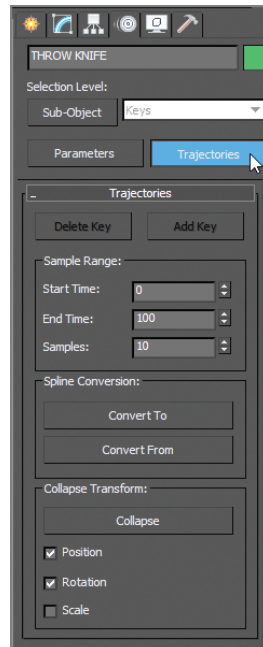 THROW KNIFE
Selection Level:
Sub-Object Keys
Parameters Trajectories
- Trajectories
Delete Key Add Key
Sample Range:
Start Time: 0
End Time: 100
Samples: 10
Spline Conversion:
Convert To
Convert From
Collapse Transform:
Collapse
Position
Rotation
Scale